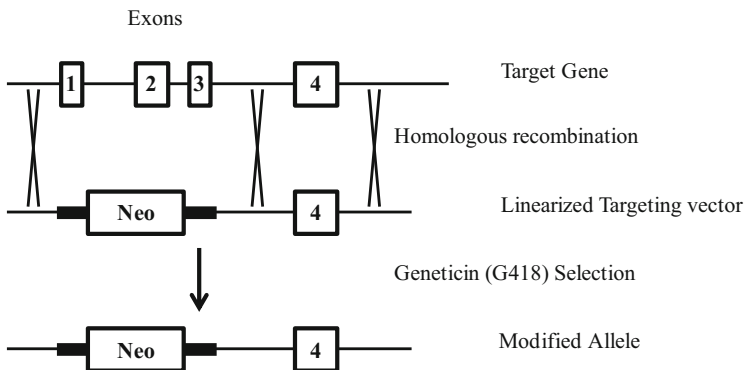 Exons
1 2 3 4 Target Gene
Homologous recombination
Neo 4 Linearized Targeting vector
Geneticin (G418) Selection
Neo 4 Modified Allele